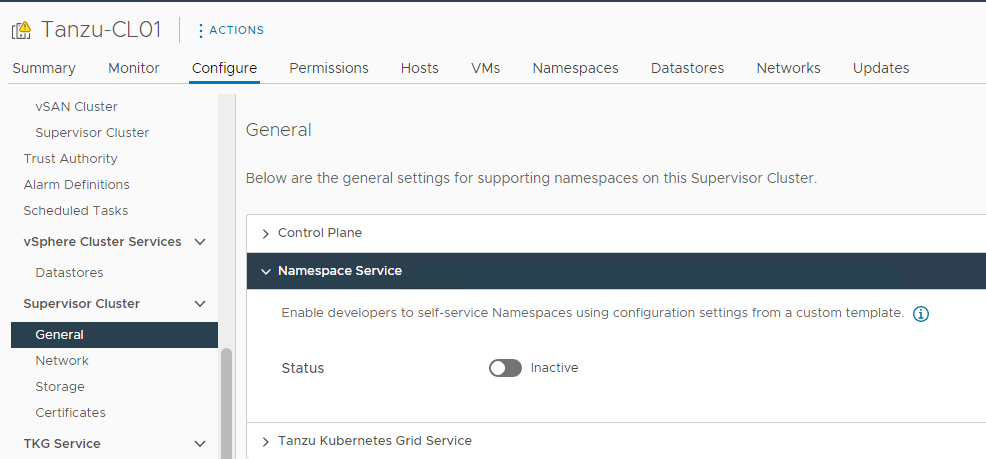 Tanzu-CL01
ACTIONS
Summary Monitor Configure Permissions Hosts VMs Namespaces Datastores Networks Updates
vSAN Cluster
Supervisor Cluster
Trust Authority
Alarm Definitions
Scheduled Tasks
vSphere Cluster Services
Datastores
Supervisor Cluster
General
Network
Storage
Certificates
TKG Service
General
Below are the general settings for supporting namespaces on this Supervisor Cluster.
Control Plane
Namespace Service
Enable developers to self-service Namespaces using configuration settings from a custom template.
Status Inactive
Tanzu Kubernetes Grid Service